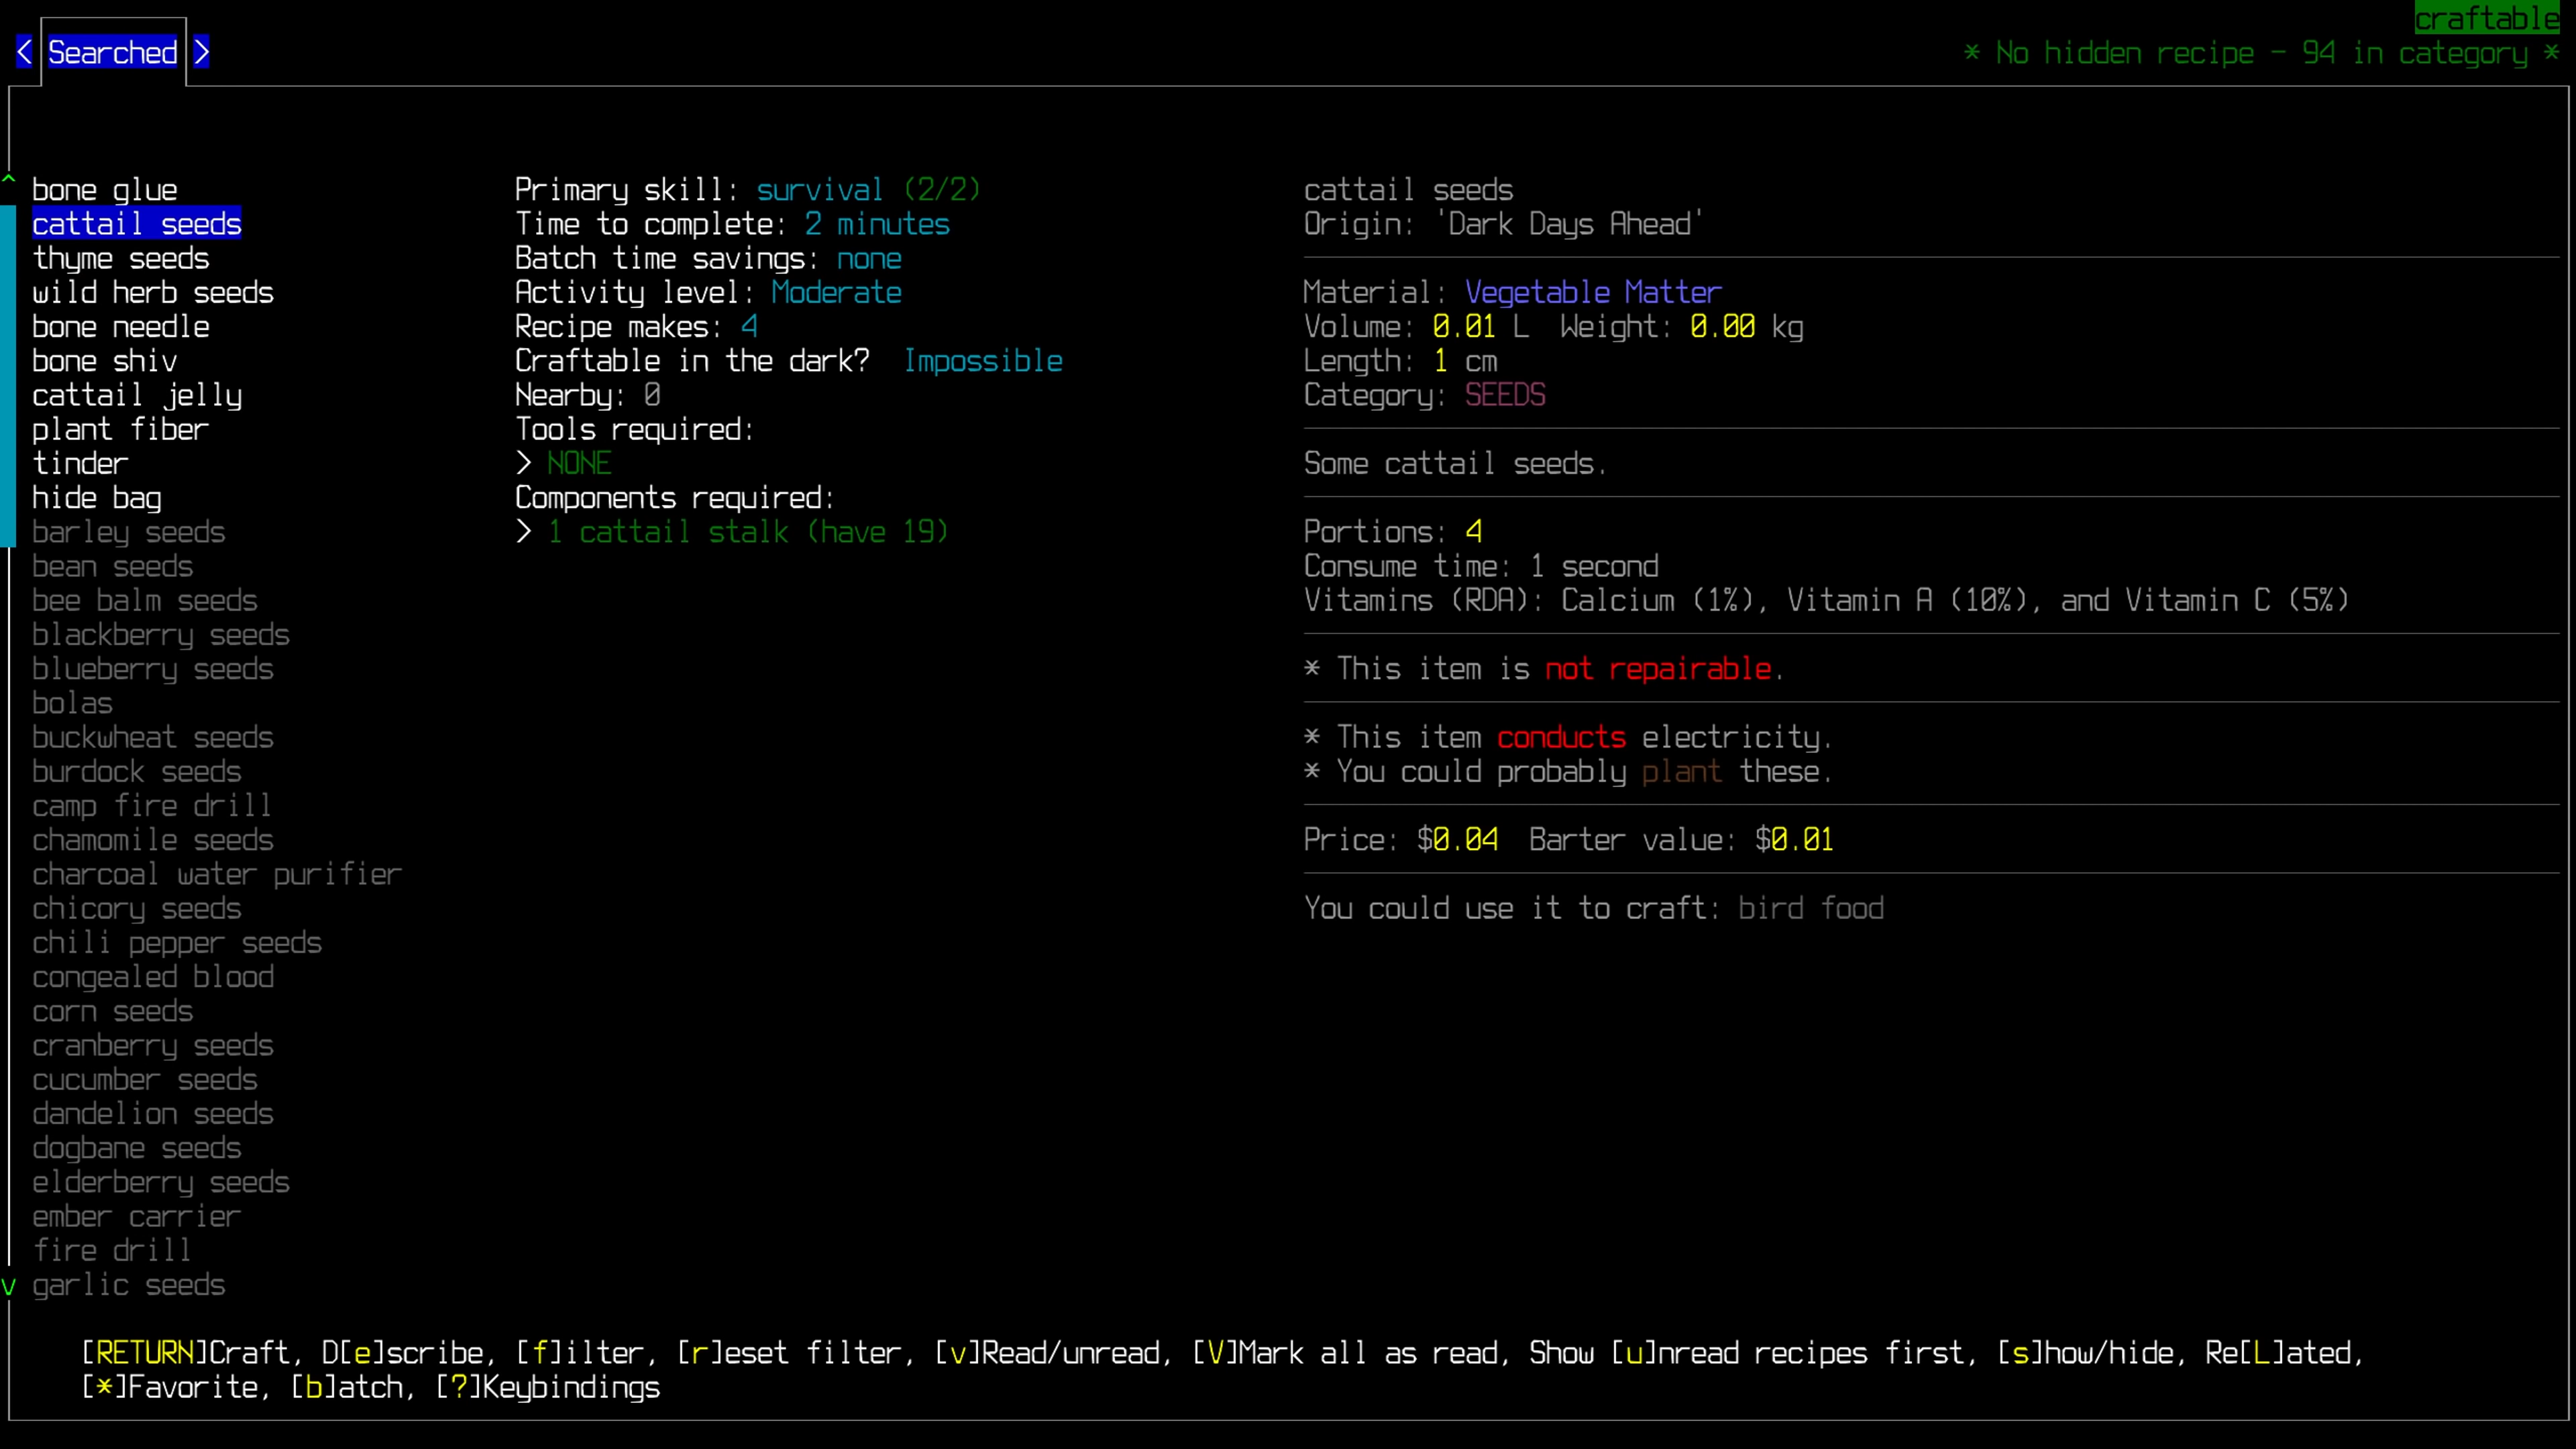 craftable
< Searched >
* No hidden recipe - 94 in category *
bone glue
cattail seeds
thyme seeds
wild herb seeds
bone needle
bone shiv
cattail jelly
plant fiber
tinder
hide bag
barley seeds
bean seeds
bee balm seeds
blackberry seeds
blueberry seeds
bolas
buckwheat seeds
burdock seeds
camp fire drill
chamomile seeds
charcoal water purifier
chicory seeds
chili pepper seeds
congealed blood
corn seeds
cranberry seeds
cucumber seeds
dandelion seeds
dogbane seeds
elderberry seeds
ember carrier
fire drill
garlic seeds
Primary skill: survival (2/2)
Time to complete: 2 minutes
Batch time savings: none
Activity level: Moderate
Recipe makes: 4
Craftable in the dark? Impossible
Nearby: 0
Tools required:
> NONE
Components required:
> 1 cattail stalk (have 19)
cattail seeds
Origin: 'Dark Days Ahead'
Material: Vegetable Matter
Volume: 0.01 L Weight: 0.00 kg
Length: 1 cm
Category: SEEDS
Some cattail seeds.
Portions: 4
Consume time: 1 second
Vitamins (RDA): Calcium (1%), Vitamin A (10%), and Vitamin C (5%)
* This item is not repairable.
* This item conducts electricity.
* You could probably plant these.
Price: $0.04 Barter value: $0.01
You could use it to craft: bird food
[RETURN]Craft, D[e]scribe, [f]ilter, [r]eset filter, [v]Read/unread, [V]Mark all as read, Show [u]nread recipes first, [s]how/hide, Re[L]ated,
[*]Favorite, [b]atch, [?]Keybindings